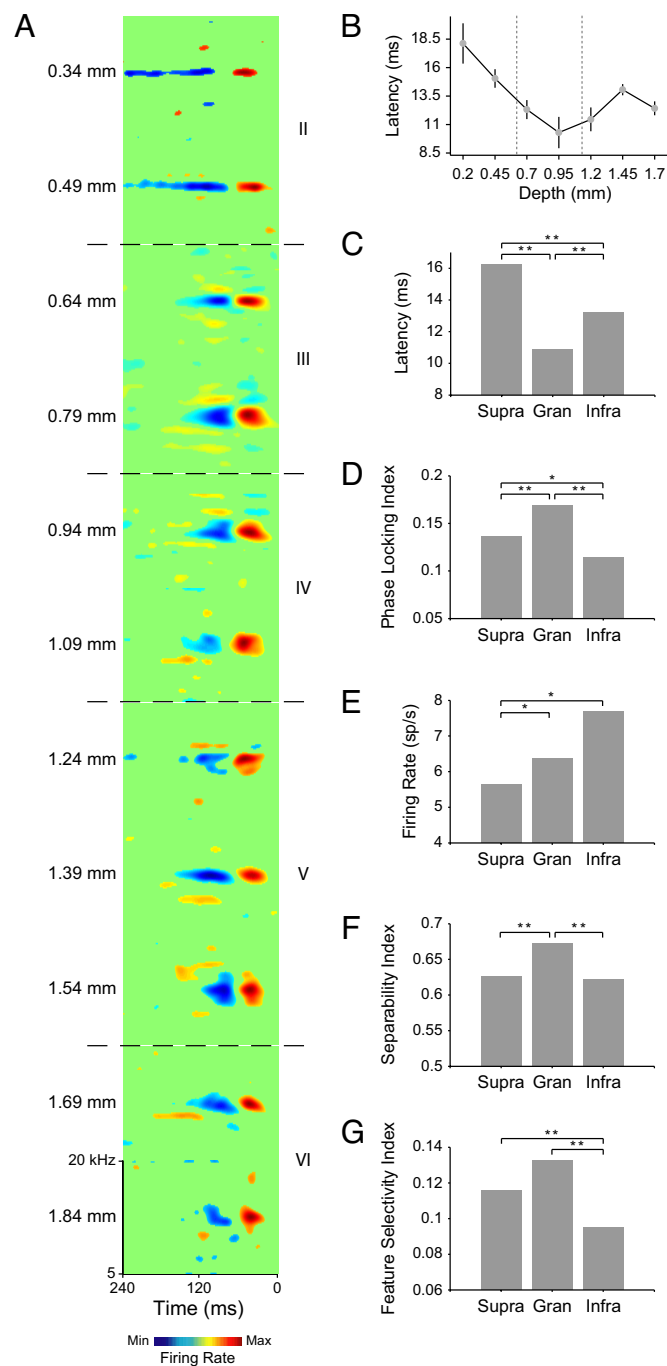 A
0.34 mm
II
0.49 mm
0.64 mm
III
0.79 mm
0.94 mm
IV
1.09 mm
1.24 mm
1.39 mm
V
1.54 mm
1.69 mm
20 kHz
VI
1.84 mm
5
240 120 0
Time (ms)
Min Max
Firing Rate
B
Latency (ms)
18.5
16
13.5
11
8.5
0.2 0.45 0.7 0.95 1.2 1.45 1.7
Depth (mm)
C
Latency (ms)
**
** **
16
14
12
10
8
Supra Gran Infra
D
Phase Locking Index
*
** **
0.2
0.15
0.1
0.05
Supra Gran Infra
E
Firing Rate (sp/s)
*
*
8
7
6
5
4
Supra Gran Infra
F
Separability Index
** **
0.7
0.65
0.6
0.55
0.5
Supra Gran Infra
G
Feature Selectivity Index
**
**
0.14
0.12
0.1
0.08
0.06
Supra Gran Infra